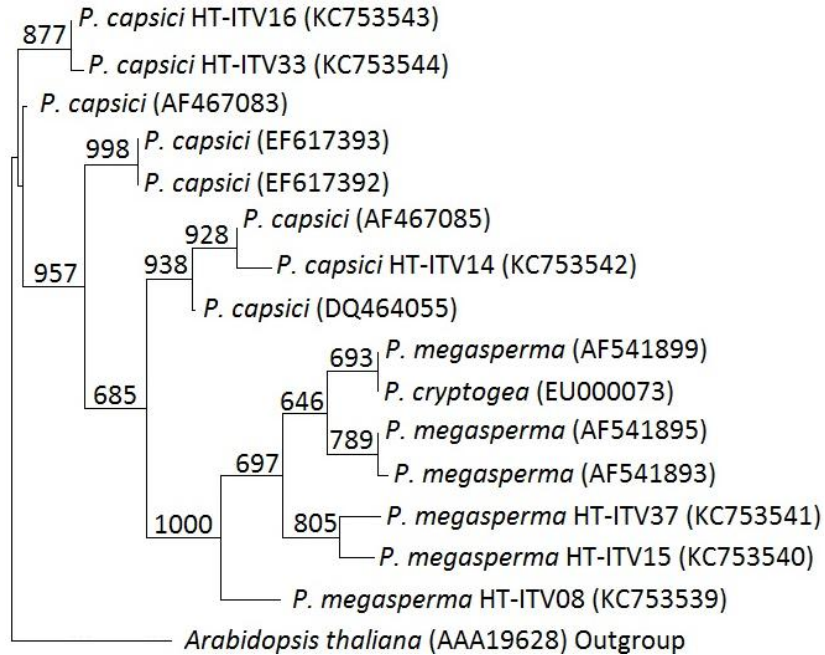 P. capsici HT-ITV16 (KC753543)
877
P. capsici HT-ITV33 (KC753544)
P. capsici (AF467083)
P. capsici (EF617393)
998
P. capsici (EF617392)
P. capsici (AF467085)
928
938
P. capsici HT-ITV14 (KC753542)
957
P. capsici (DQ464055)
P. megasperma (AF541899)
693
P. cryptogea (EU000073)
685
646
P. megasperma (AF541895)
789
697
P. megasperma (AF541893)
P. megasperma HT-ITV37 (KC753541)
1000
805
P. megasperma HT-ITV15 (KC753540)
P. megasperma HT-ITV08 (KC753539)
Arabidopsis thaliana (AAA19628) Outgroup